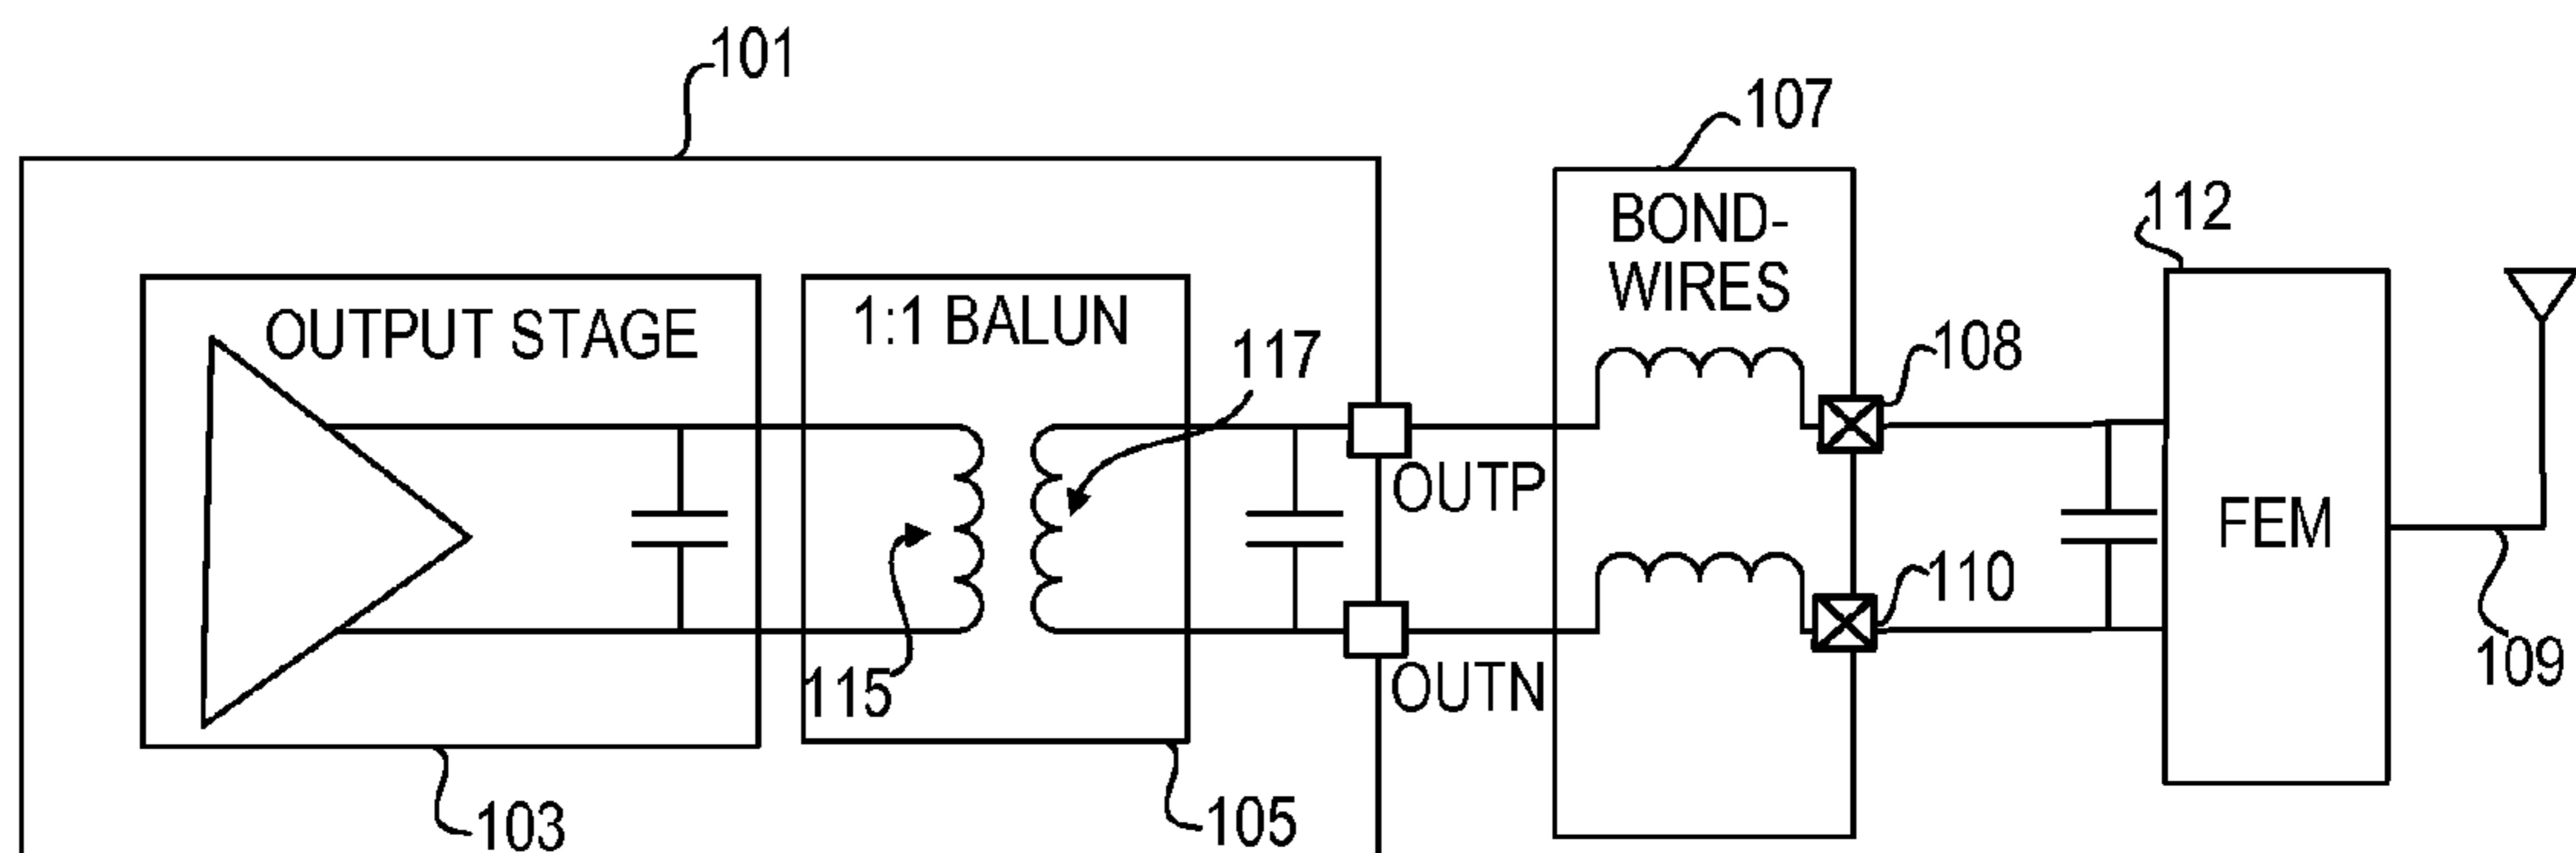 101
107
112
BOND-
WIRES
OUTPUT STAGE
1:1 BALUN
117
108
OUTP
FEM
110
115
OUTN
109
103
105